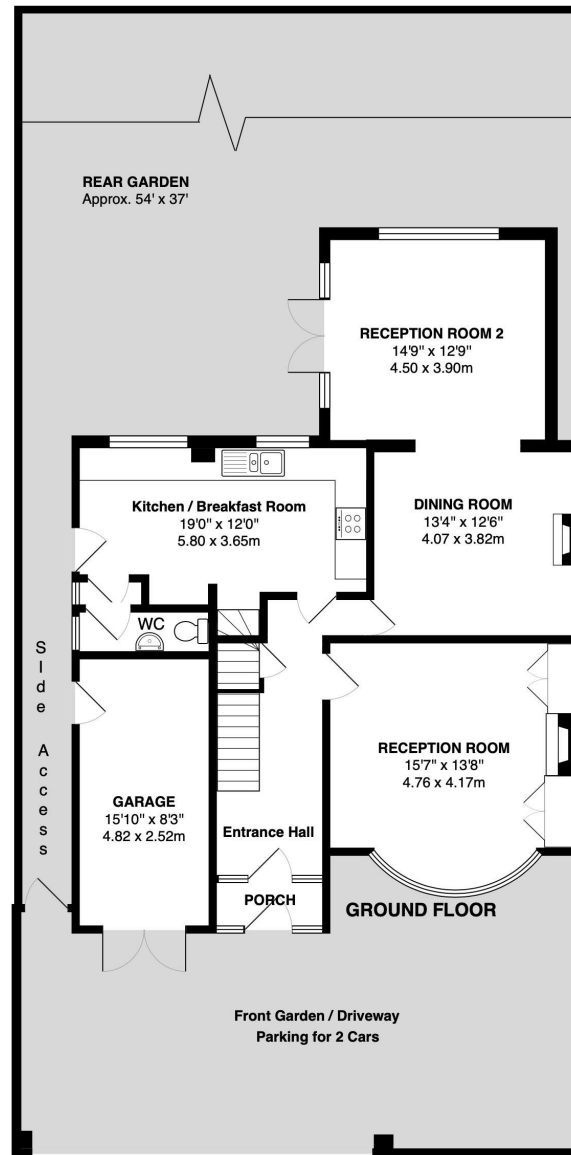 REAR GARDEN
Approx. 54' x 37'
RECEPTION ROOM 2
14'9" x 12'9"
4.50 x 3.90m
Kitchen / Breakfast Room
19'0" x 12'0"
5.80 x 3.65m
DINING ROOM
13'4" x 12'6"
4.07 x 3.82m
WC
Side Access
RECEPTION ROOM
15'7" x 13'8"
4.76 x 4.17m
GARAGE
15'10" x 8'3"
4.82 x 2.52m
Entrance Hall
PORCH
GROUND FLOOR
Front Garden / Driveway
Parking for 2 Cars